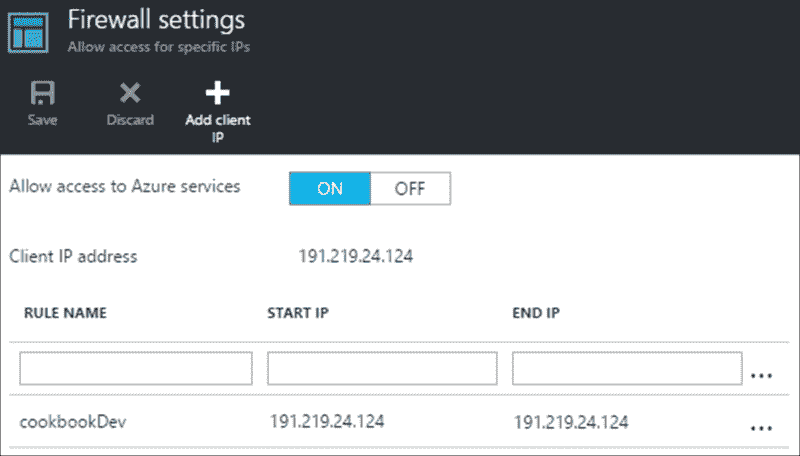 Firewall settings
Allow access for specific IPs
Save Discard Add client
IP
Allow access to Azure services ON OFF
Client IP address 191.219.24.124
RULE NAME START IP END IP
...
cookbookDev 191.219.24.124 191.219.24.124 ...